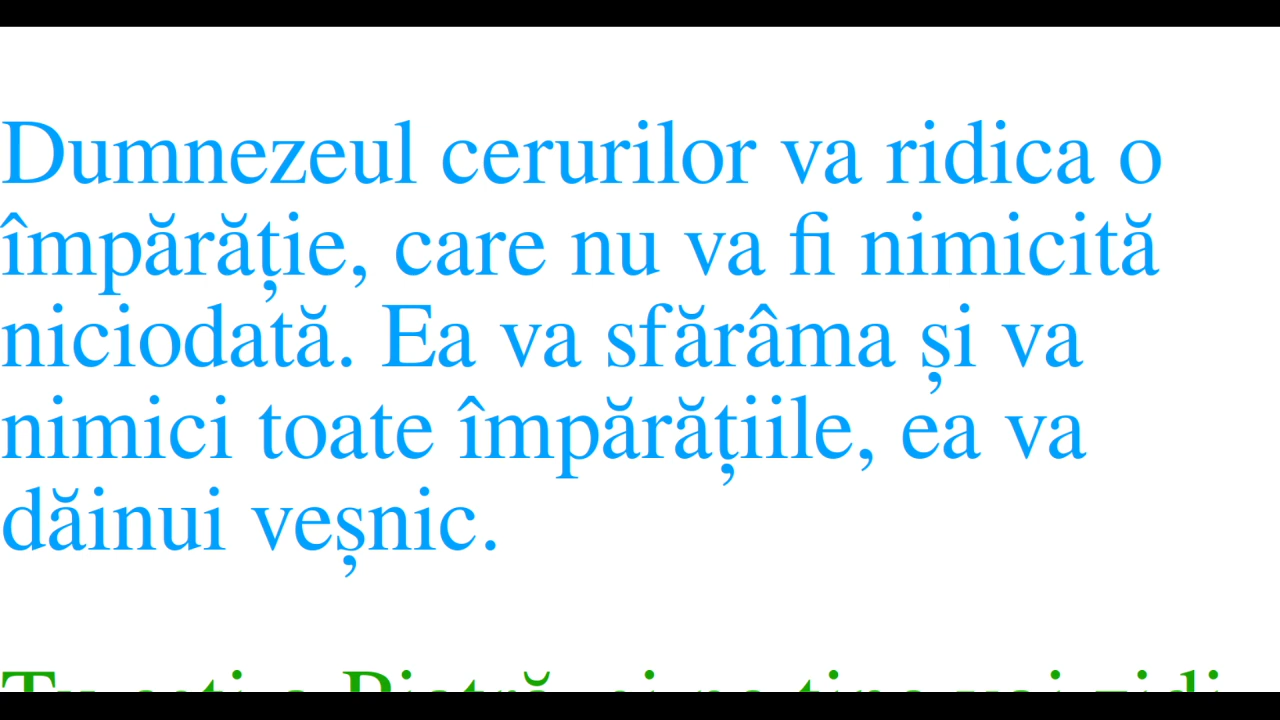 Dumnezeul cerurilor va ridica o
împărăție, care nu va fi nimicită
niciodată. Ea va sfărâma și va
nimici toate împărățiile, ea va
dăinui veșnic.